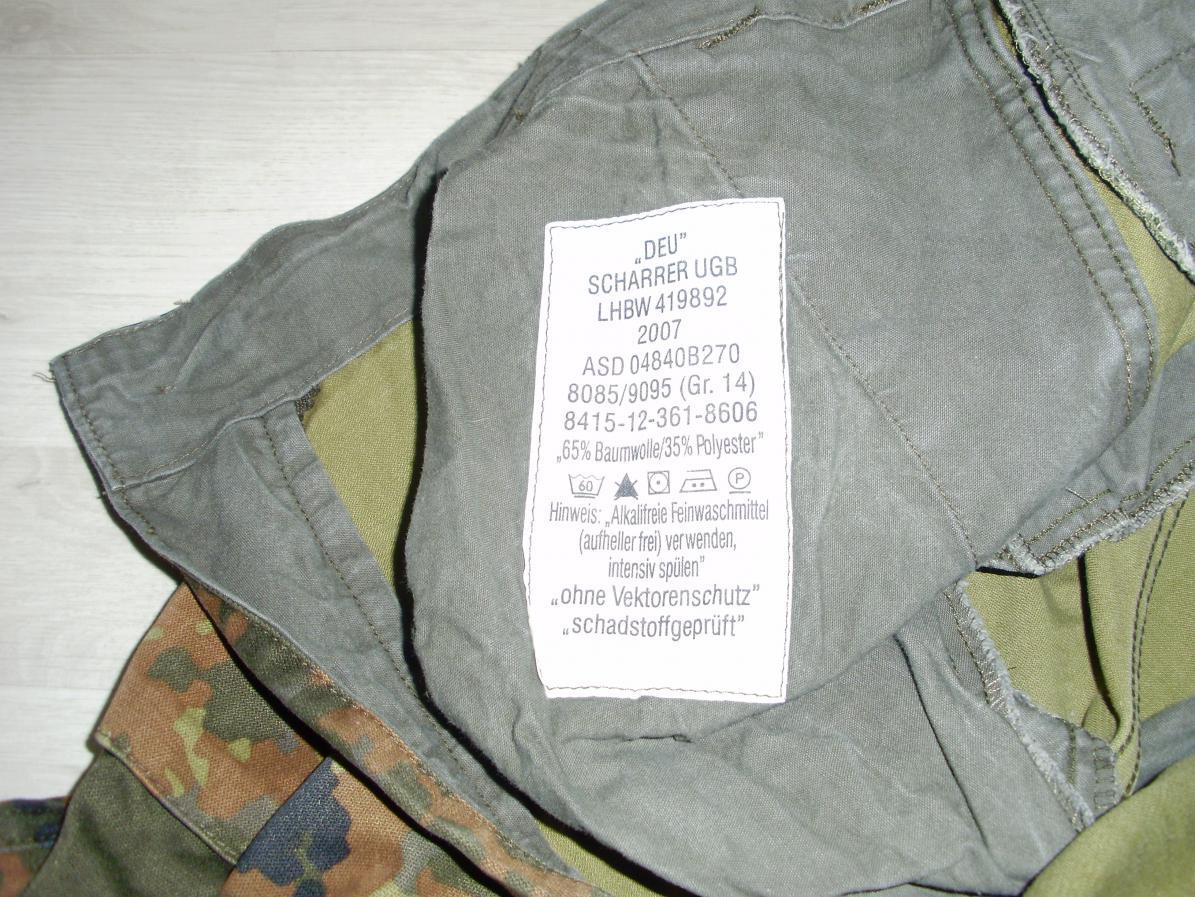 „DEU”
SCHARRER UGB
LHBW 419892
2007
ASD 04840B270
8085/9095 (Gr. 14)
8415-12-361-8606
„65% Baumwolle/35% Polyester”
60 P
Hinweis: „Alkalifreie Feinwaschmittel
(aufheller frei) verwenden,
intensiv spülen”
„ohne Vektorenschutz”
„schadstoffgeprüft”